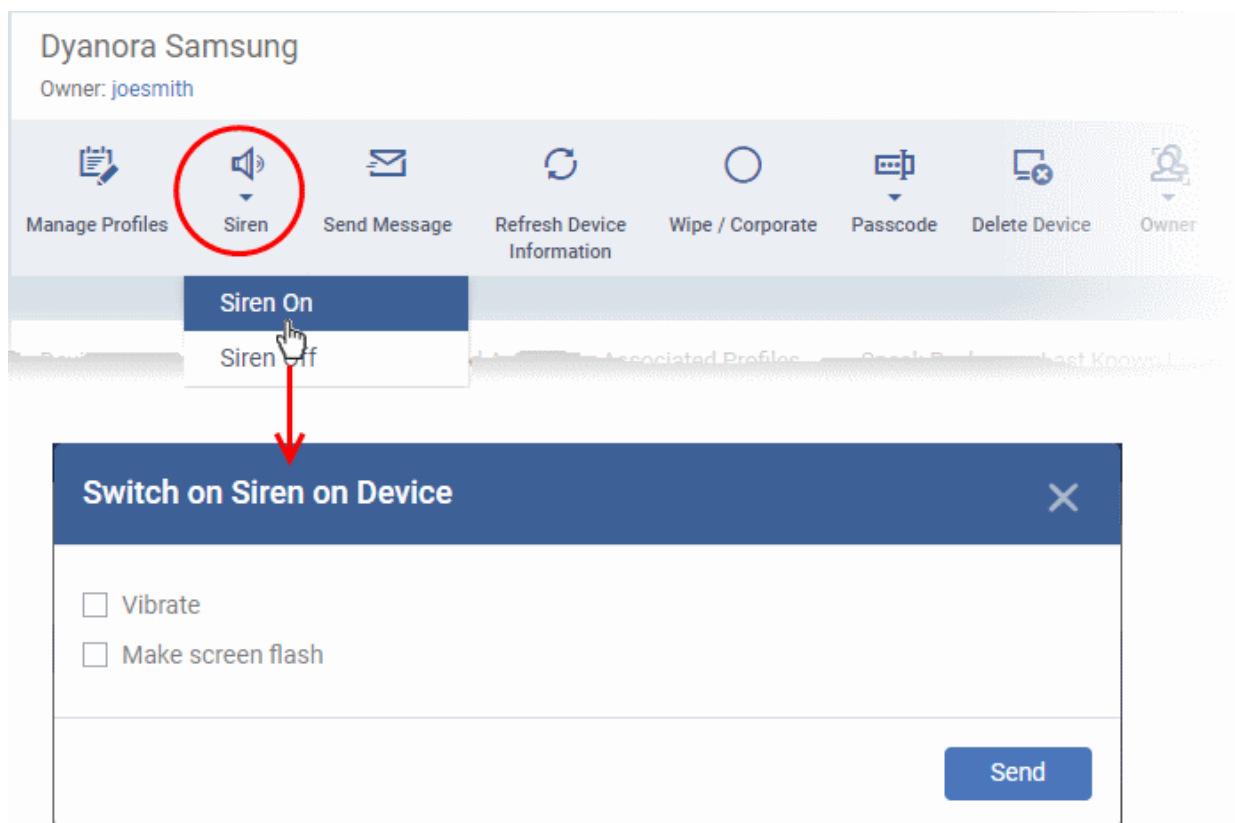 Dyanora Samsung
Owner: joesmith
Manage Profiles
Siren
Send Message
Refresh Device
Information
Wipe / Corporate
Passcode
Delete Device
Owner
Siren On
Siren Off
Associated Profiles
Switch on Siren on Device
Vibrate
Make screen flash
Send